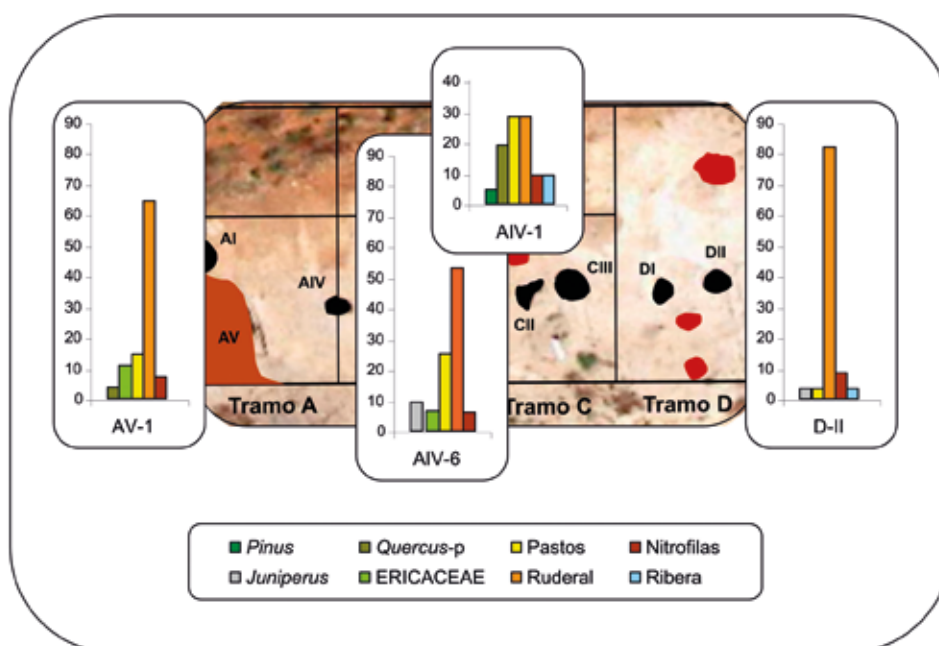 90
80
70
60
50
40
30
20
10
0
AV-1
90
80
70
60
50
40
30
20
10
0
AIV-6
40
30
20
10
0
AIV-1
90
80
70
60
50
40
30
20
10
0
D-II
AI
AIV
AV
CIII
CII
DI
DII
Tramo A
Tramo C
Tramo D
Pinus
Quercus-p
Pastos
Nitrofilas
Juniperus
ERICACEAE
Ruderal
Ribera